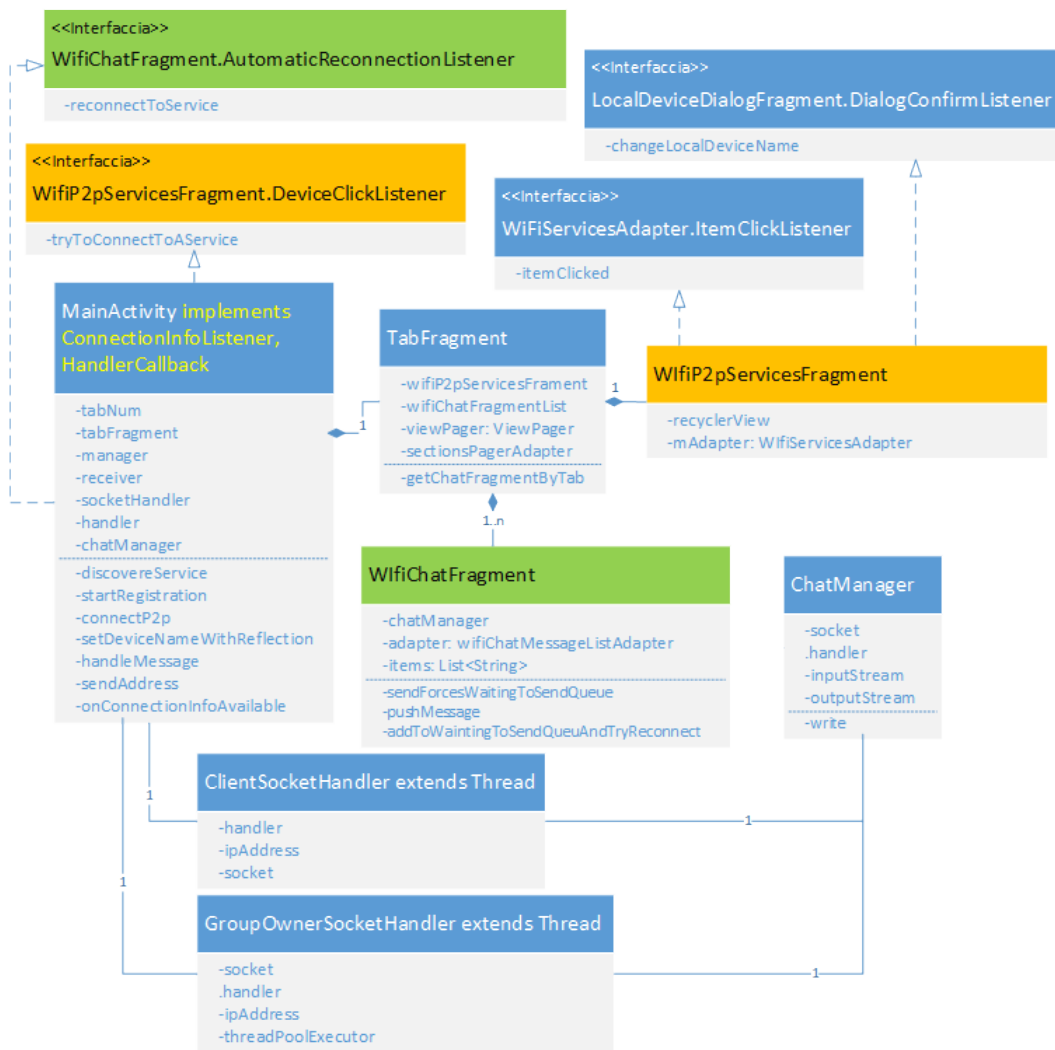 <<Interfaccia>>
WifiChatFragment.AutomaticReconnectionListener
-reconnectToService
<<Interfaccia>>
LocalDeviceDialogFragment.DialogConfirmListener
-changeLocalDeviceName
<<Interfaccia>>
WifiP2pServicesFragment.DeviceClickListener
-tryToConnectToAService
<<Interfaccia>>
WiFiServicesAdapter.ItemClickListener
-itemClicked
MainActivity implements
ConnectionInfoListener,
HandlerCallback
-tabNum
-tabFragment
-manager
-receiver
-socketHandler
-handler
-chatManager
-discovereService
-startRegistration
-connectP2p
-setDeviceNameWithReflection
-handleMessage
-sendAddress
-onConnectionInfoAvailable
1
TabFragment
-wifiP2pServicesFrament
-wifiChatFragmentList
-viewPager: ViewPager
-sectionsPagerAdapter
-getChatFragmentByTab
1
1..n
WIfiP2pServicesFragment
-recyclerView
-mAdapter: WIfiServicesAdapter
WIfiChatFragment
-chatManager
-adapter: wifiChatMessageListAdapter
-items: List<String>
-sendForcesWaitingToSendQueue
-pushMessage
-addToWaintingToSendQueuAndTryReconnect
ChatManager
-socket
.handler
-inputStream
-outputStream
-write
ClientSocketHandler extends Thread
-handler
-ipAddress
-socket
1
1
GroupOwnerSocketHandler extends Thread
-socket
.handler
-ipAddress
-threadPoolExecutor
1
1